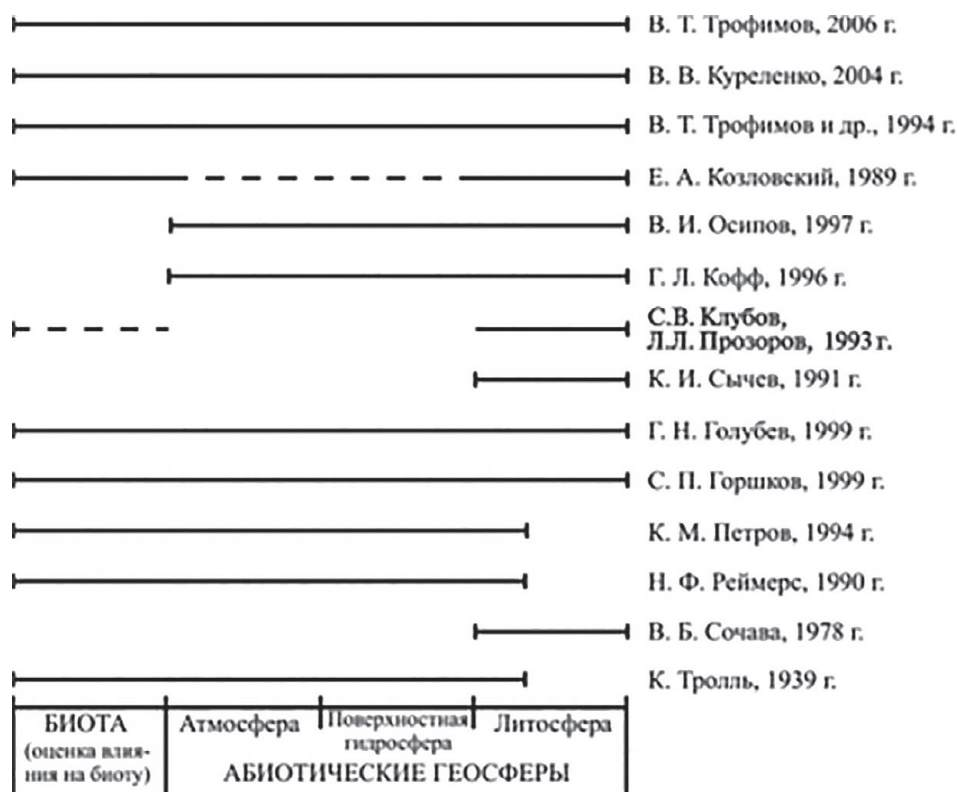 В. Т. Трофимов, 2006 г.
В. В. Куреленко, 2004 г.
В. Т. Трофимов и др., 1994 г.
Е. А. Козловский, 1989 г.
В. И. Осипов, 1997 г.
Г. Л. Кофф, 1996 г.
С.В. Клубов,
Л.Л. Прозоров, 1993 г.
К. И. Сычев, 1991 г.
Г. Н. Голубев, 1999 г.
С. П. Горшков, 1999 г.
К. М. Петров, 1994 г.
Н. Ф. Реймерс, 1990 г.
В. Б. Сочава, 1978 г.
К. Тролль, 1939 г.
БИОТА
(оценка влия-
ния на биоту)
Атмосфера
Поверхностная
гидросфера
Литосфера
АБИОТИЧЕСКИЕ ГЕОСФЕРЫ